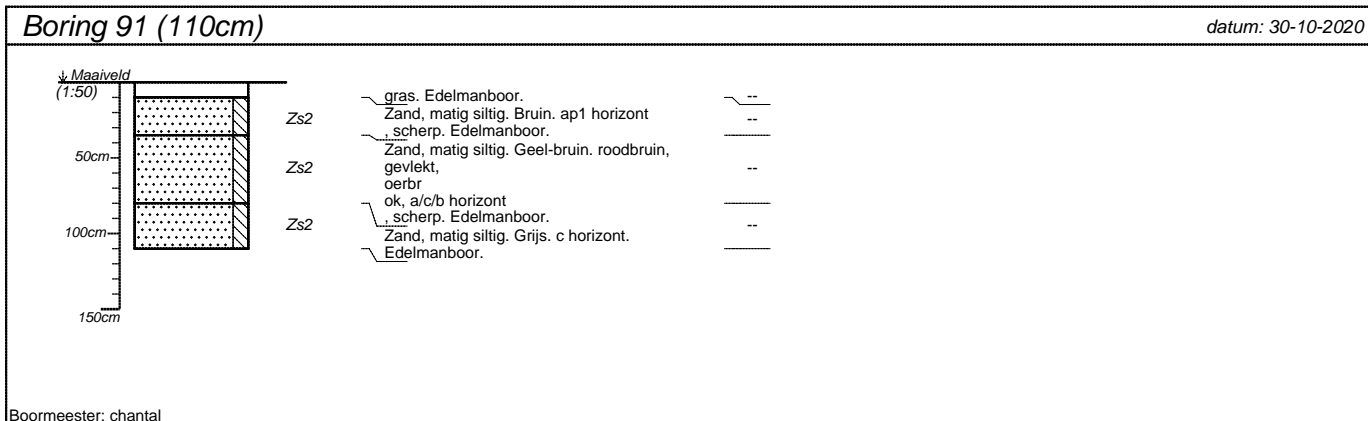 Boring 91 (110cm)
datum: 30-10-2020
Maaiveld
(1:50)
gras. Edelmanboor.
--
Zs2
Zand, matig siltig. Bruin. ap1 horizont
, scherp. Edelmanboor.
--
50cm
Zs2
Zand, matig siltig. Geel-bruin. roodbruin,
gevlekt,
oerbr
ok, a/c/b horizont
, scherp. Edelmanboor.
--
100cm
Zs2
Zand, matig siltig. Grijs. c horizont.
Edelmanboor.
--
150cm
Boormeester: chantal